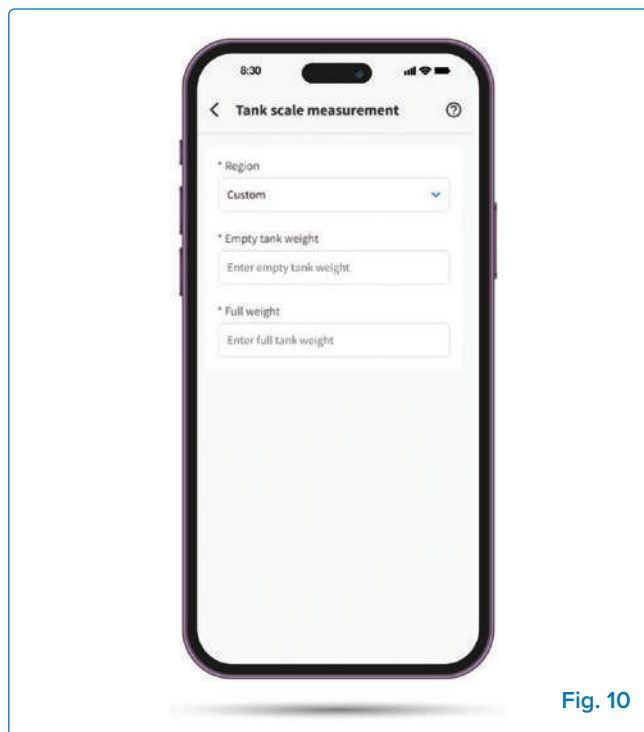 8:30
Tank scale measurement
* Region
Custom
* Empty tank weight
Enter empty tank weight
* Full weight
Enter full tank weight
Fig. 10